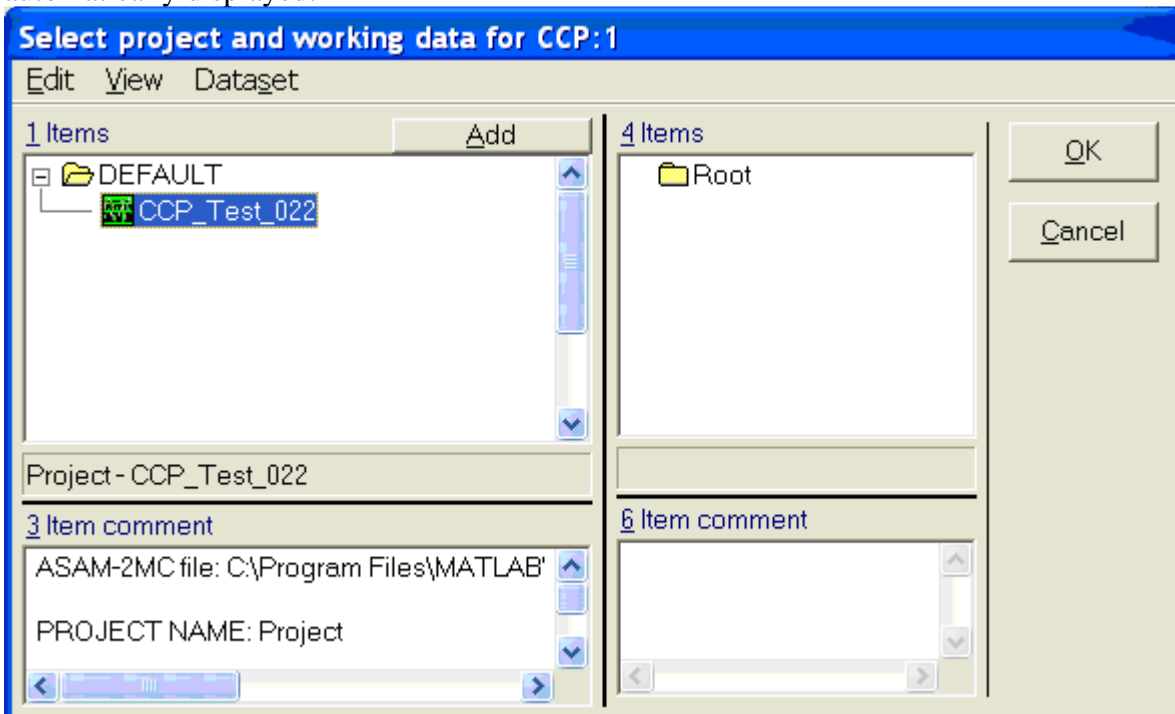 automatically displayed.
Select project and working data for CCP:1
Edit View Dataset
1 Items Add
DEFAULT
CCP_Test_022
Project - CCP_Test_022
3 Item comment
ASAM-2MC file: C:\Program Files\MATLAB'
PROJECT NAME: Project
4 Items
Root
6 Item comment
OK
Cancel